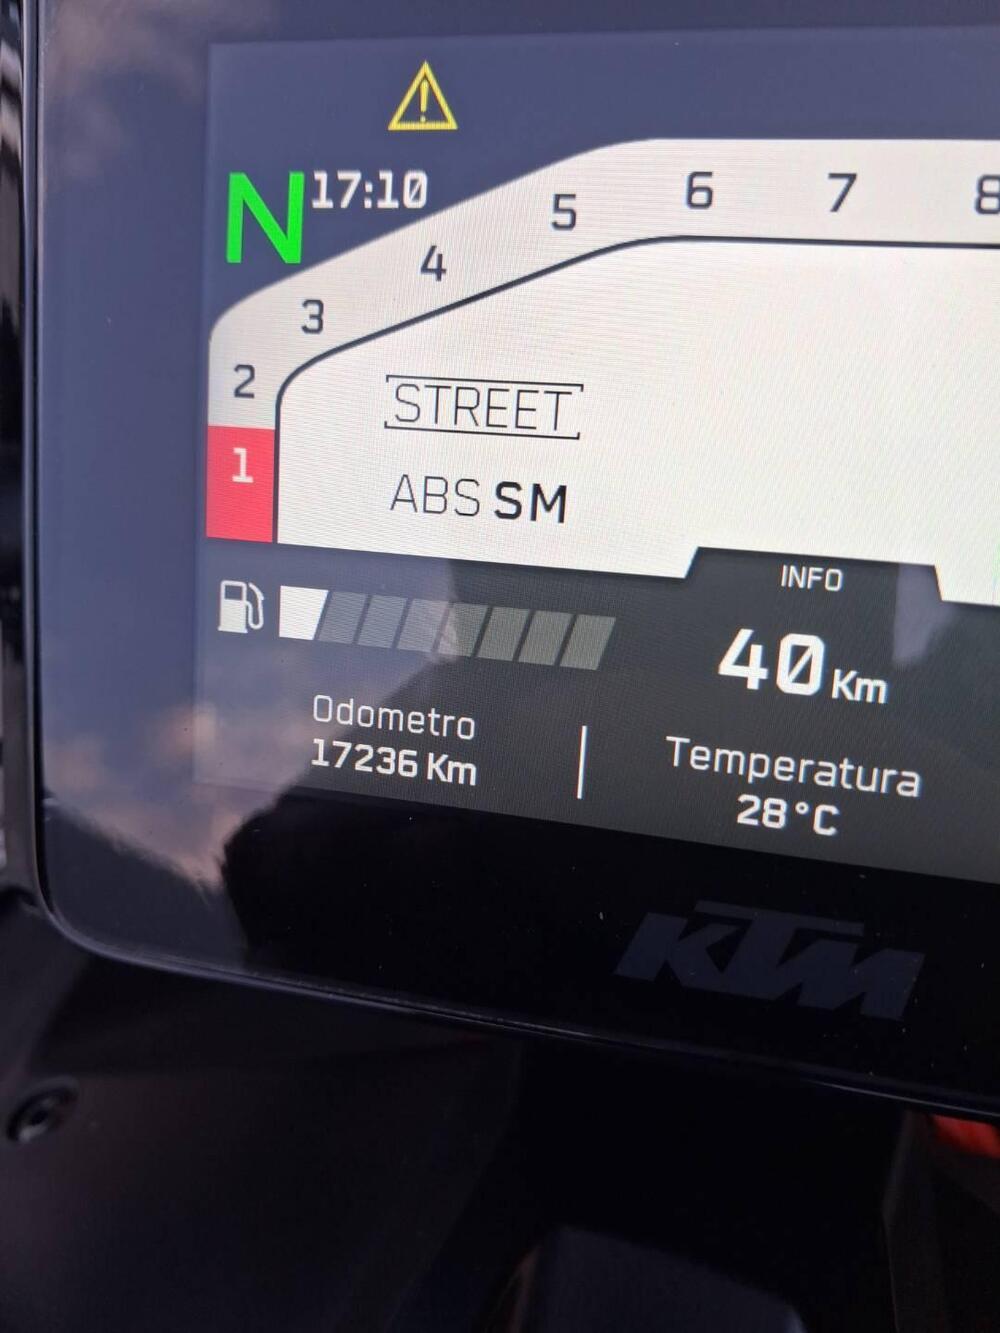 N 17:10
1 2 3 4 5 6 7 8
STREET
ABS SM
INFO
40 Km
Odometro
17236 Km
Temperatura
28°C
KTM